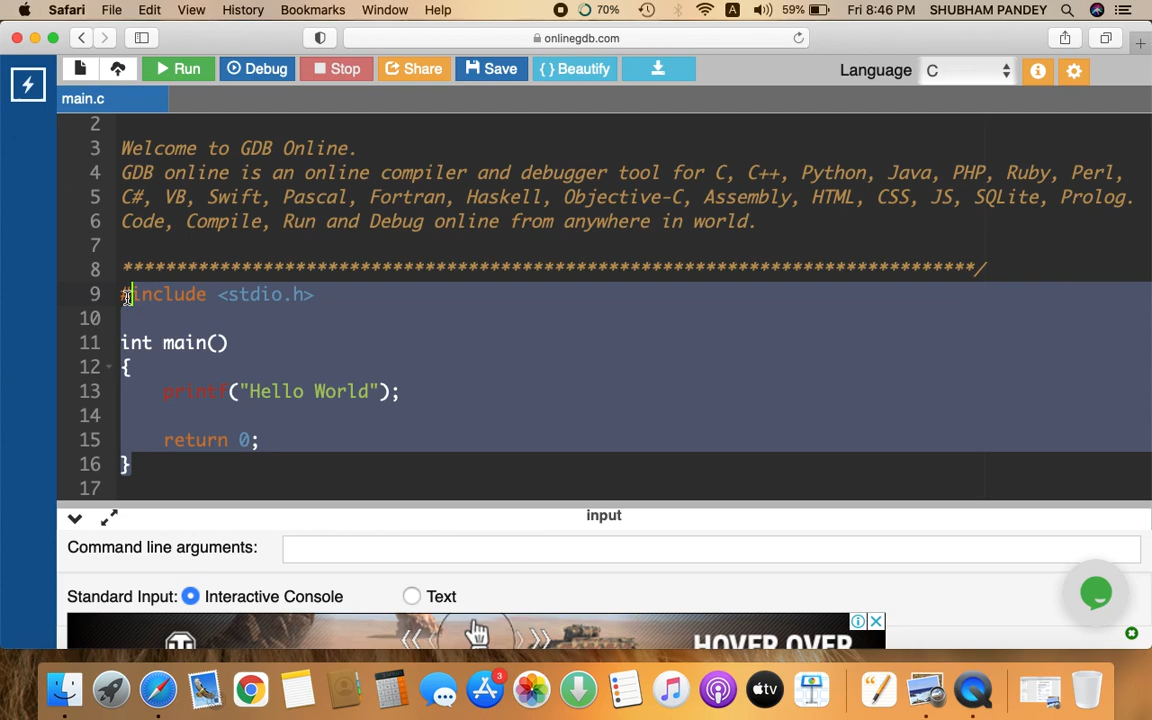 Safari File Edit View History Bookmarks Window Help 70% A 59% Fri 8:46 PM SHUBHAM PANDEY
onlinegdb.com
Run Debug Stop Share Save { } Beautify Language C
main.c
2
3 Welcome to GDB Online.
4 GDB online is an online compiler and debugger tool for C, C++, Python, Java, PHP, Ruby, Perl,
5 C#, VB, Swift, Pascal, Fortran, Haskell, Objective-C, Assembly, HTML, CSS, JS, SQLite, Prolog.
6 Code, Compile, Run and Debug online from anywhere in world.
7
8 *******************************************************************************/
9 #include <stdio.h>
10
11 int main()
12 {
13 printf("Hello World");
14
15 return 0;
16 }
17
input
Command line arguments:
Standard Input: Interactive Console Text
HOVER OVER
3
tv